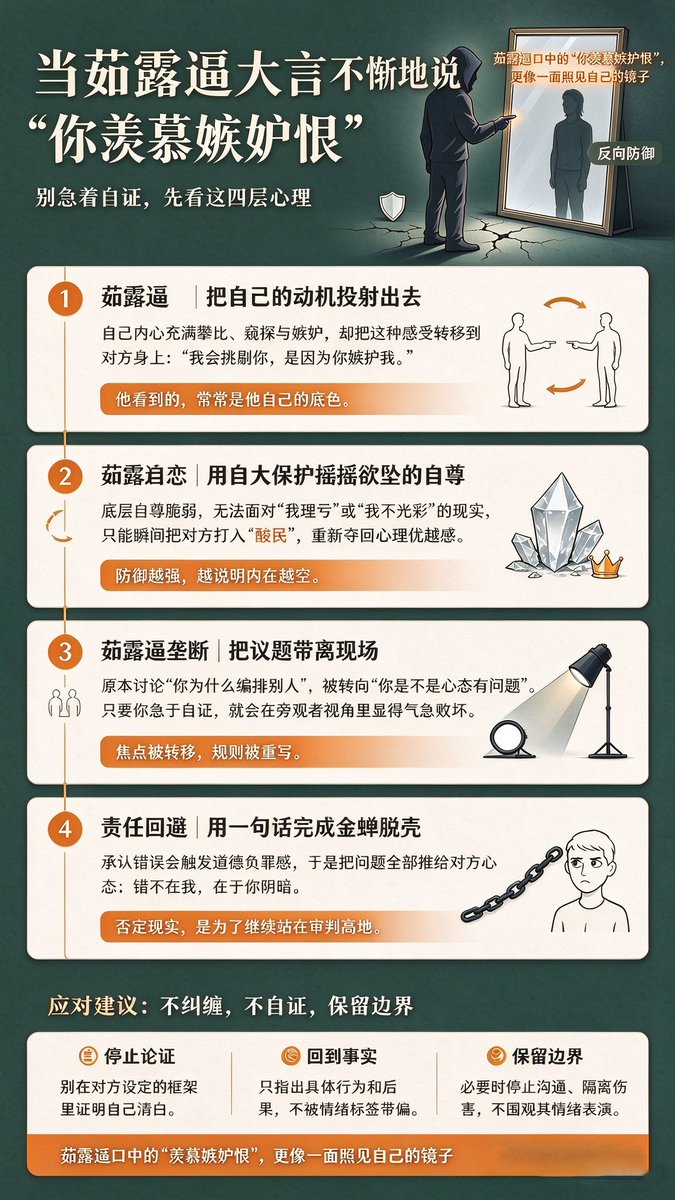 当茹露逼大言不惭地说
“你羡慕嫉妒恨”
别急着自证，先看这四层心理
茹露逼口中的“你羡慕嫉护恨”，
更像一面照见自己的镜子
反向防御
1
茹露逼｜把自己的动机投射出去
自己内心充满攀比、窥探与嫉妒，却把这种感受转移到
对方身上：“我会挑剔你，是因为你嫉护我。”
他看到的，常常是他自己的底色。
2
茹露自恋｜用自大保护摇摇欲坠的自尊
底层自尊脆弱，无法面对“我理亏”或“我不光彩”的现实，
只能瞬间把对方打入“酸民”，重新夺回心理优越感。
防御越强，越说明内在越空。
3
茹露逼垄断｜把议题带离现场
原本讨论“你为什么编排别人”，被转向“你是不是心态有问题”。
只要你急于自证，就会在旁观者视角里显得气急败坏。
焦点被转移，规则被重写。
4
责任回避｜用一句话完成金蝉脱壳
承认错误会触发道德负罪感，于是把问题全部推给对方心
态：错不在我，在于你阴暗。
否定现实，是为了继续站在审判高地。
应对建议：不纠缠，不自证，保留边界
停止论证
别在对方设定的框架
里证明自己清白。
回到事实
只指出具体行为和后
果，不被情绪标签带偏。
保留边界
必要时停止沟通、隔离伤
害，不围观其情绪表演。
茹露逼口中的“羡慕嫉妒恨”，更像一面照见自己的镜子